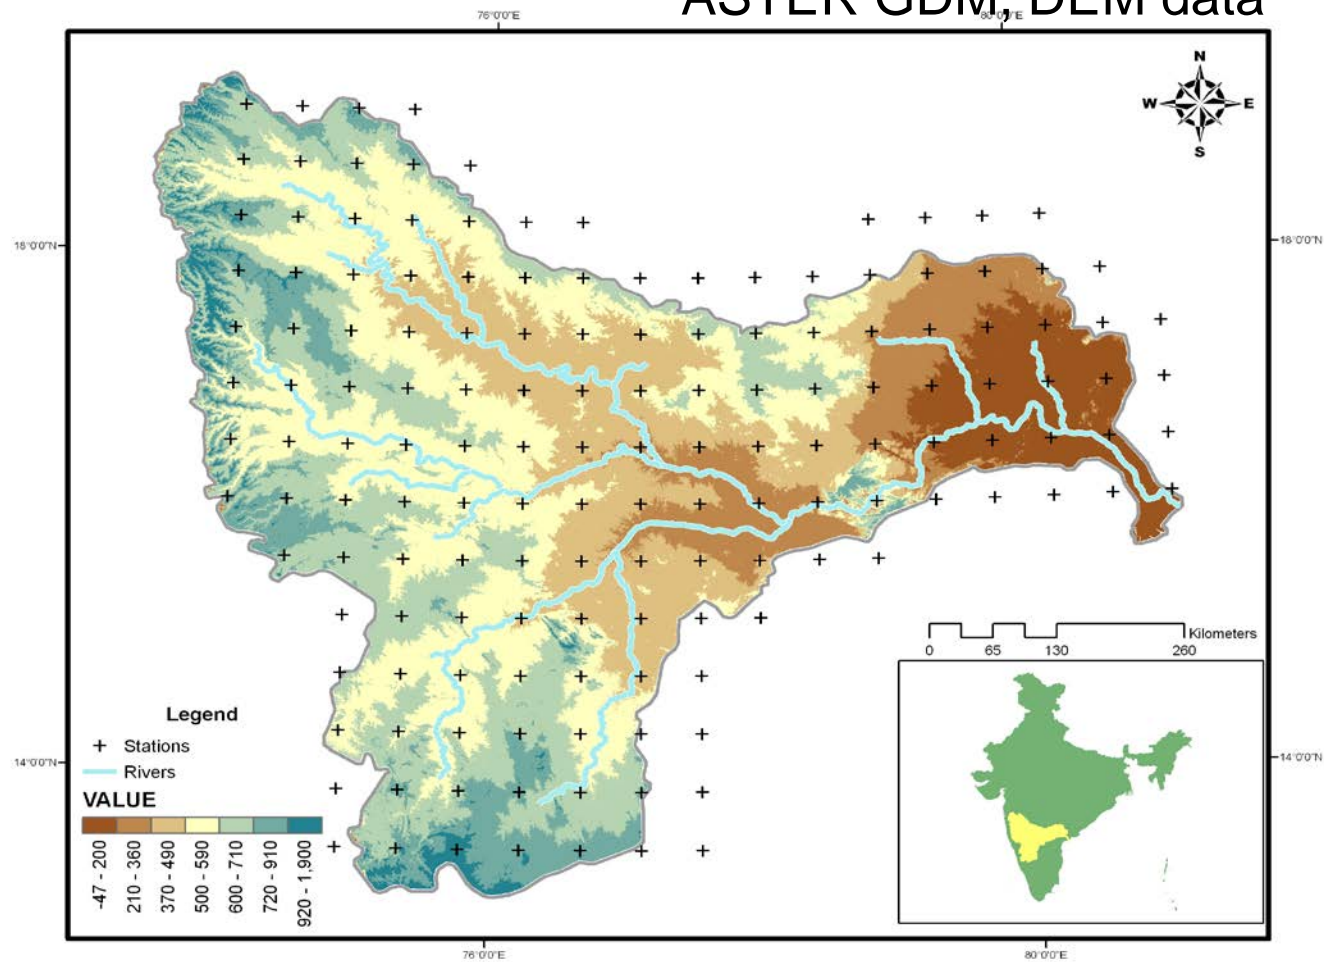 ASTER GDM, DEM data
76°0'0"E
80°0'0"E
N
W E
S
18°0'0"N
18°0'0"N
Kilometers
0 65 130 260
Legend
Stations
Rivers
VALUE
-47 - 200
210 - 360
370 - 490
500 - 590
600 - 710
720 - 910
920 - 1,900
14°0'0"N
14°0'0"N
76°0'0"E
80°0'0"E